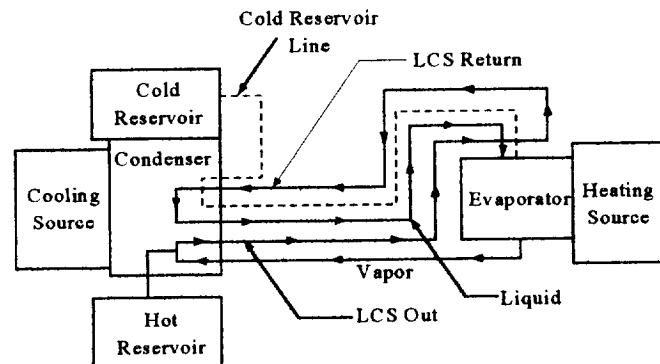 Cold Reservoir
Line
LCS Return
Cold
Reservoir
Condenser
Cooling
Source
Evaporator
Heating
Source
Vapor
Liquid
LCS Out
Hot
Reservoir